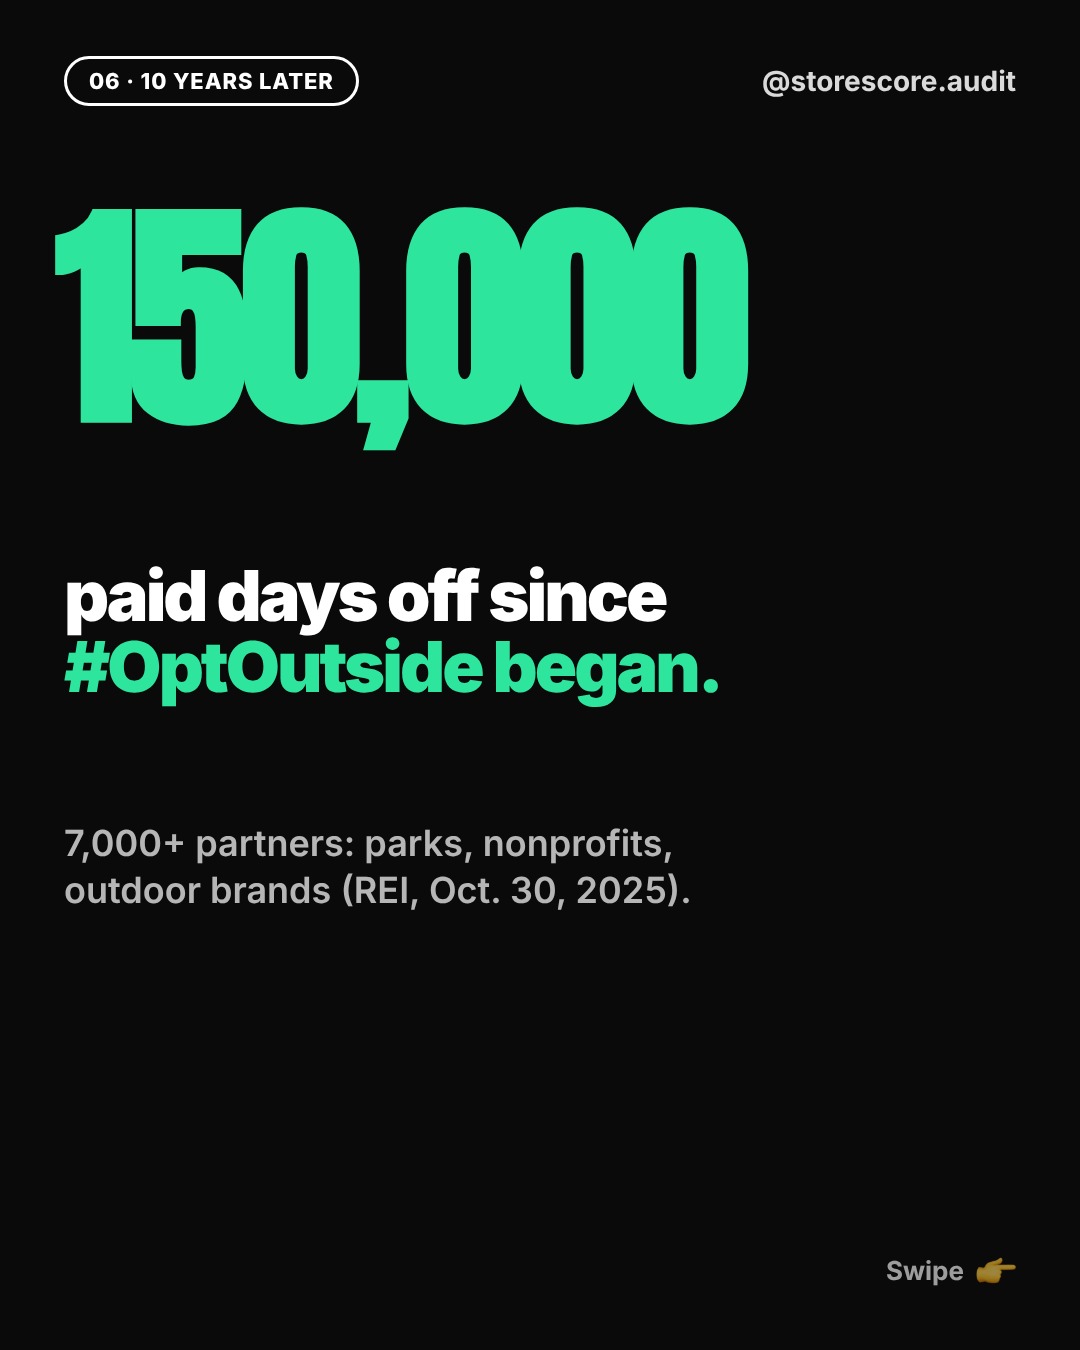 06 · 10 YEARS LATER
@storescore.audit
150,000
paid days off since
#OptOutside began.
7,000+ partners: parks, nonprofits,
outdoor brands (REI, Oct. 30, 2025).
Swipe 👉